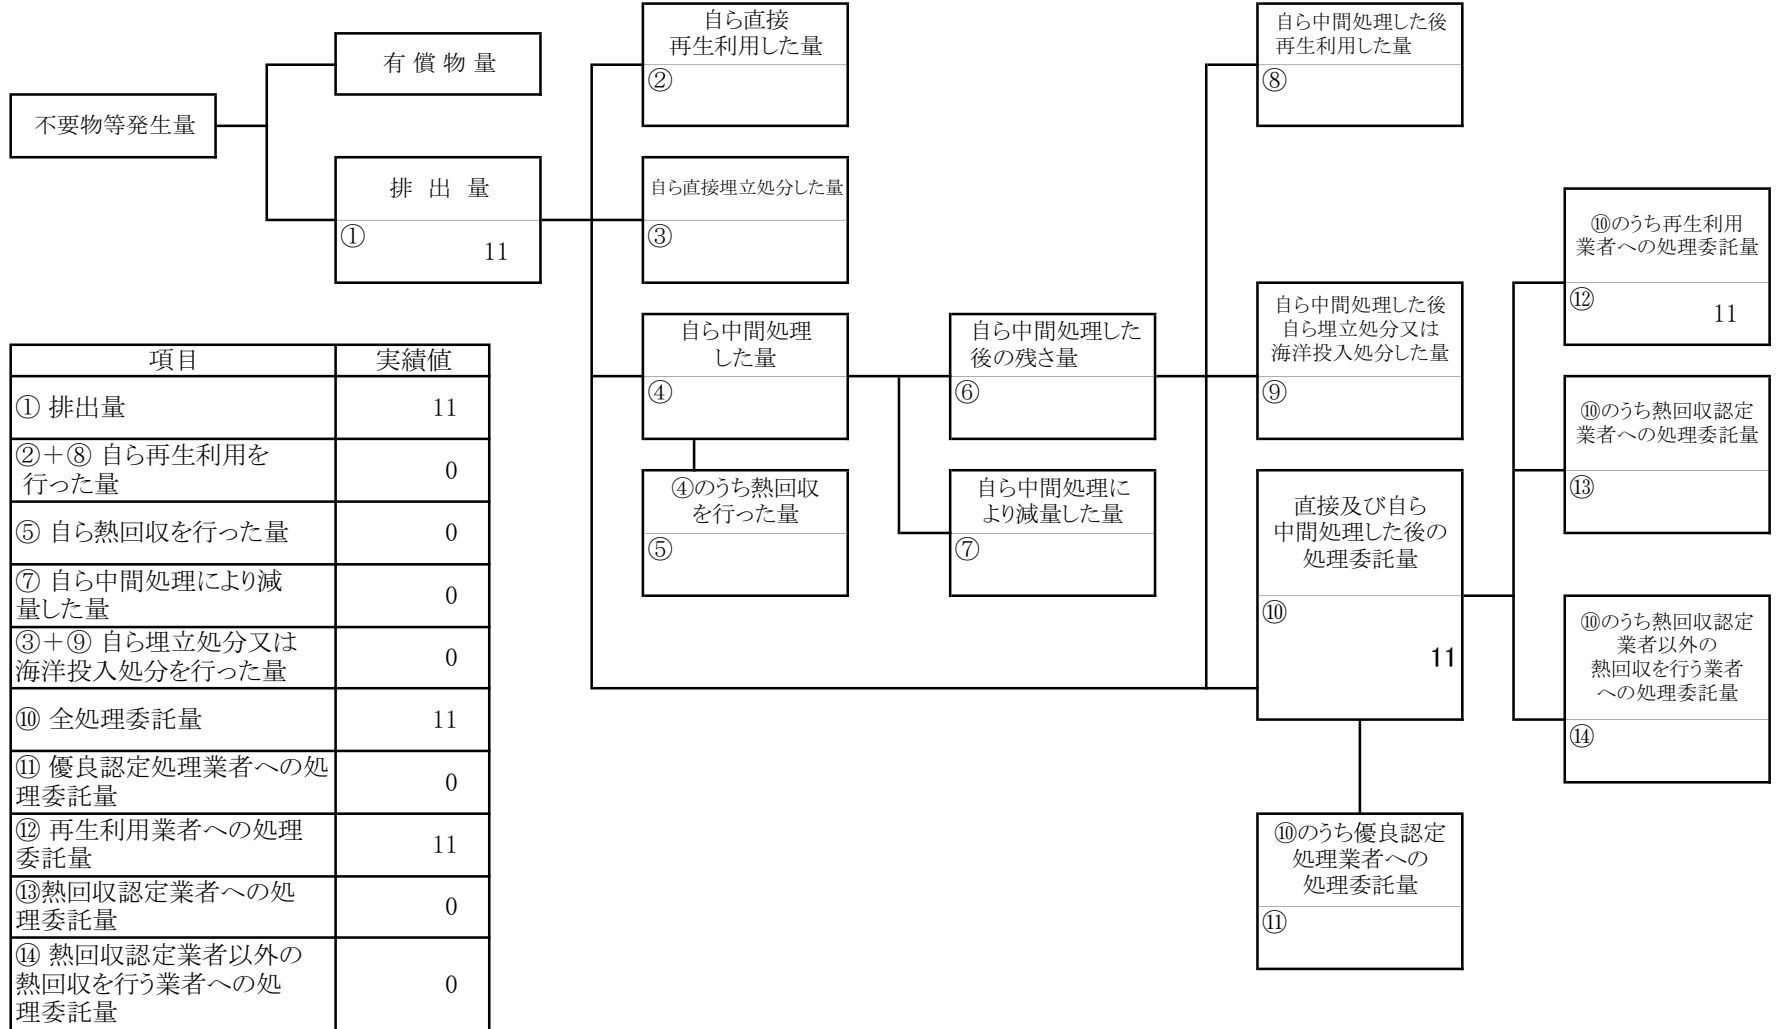 不要物等発生量
有 償 物 量
排 出 量
①
11
自ら直接
再生利用した量
②
自ら直接埋立処分した量
③
自ら中間処理
した量
④
④のうち熱回収
を行った量
⑤
自ら中間処理した
後の残さ量
⑥
自ら中間処理に
より減量した量
⑦
自ら中間処理した後
再生利用した量
⑧
自ら中間処理した後
自ら埋立処分又は
海洋投入処分した量
⑨
直接及び自ら
中間処理した後の
処理委託量
⑩
11
⑩のうち優良認定
処理業者への
処理委託量
⑪
⑩のうち再生利用
業者への処理委託量
⑫
11
⑩のうち熱回収認定
業者への処理委託量
⑬
⑩のうち熱回収認定
業者以外の
熱回収を行う業者
への処理委託量
⑭
項目 実績値
① 排出量 11
②＋⑧ 自ら再生利用を
行った量 0
⑤ 自ら熱回収を行った量 0
⑦ 自ら中間処理により減
量した量 0
③＋⑨ 自ら埋立処分又は
海洋投入処分を行った量 0
⑩ 全処理委託量 11
⑪ 優良認定処理業者への処
理委託量 0
⑫ 再生利用業者への処理
委託量 11
⑬熱回収認定業者への処
理委託量 0
⑭ 熱回収認定業者以外の
熱回収を行う業者への処
理委託量 0